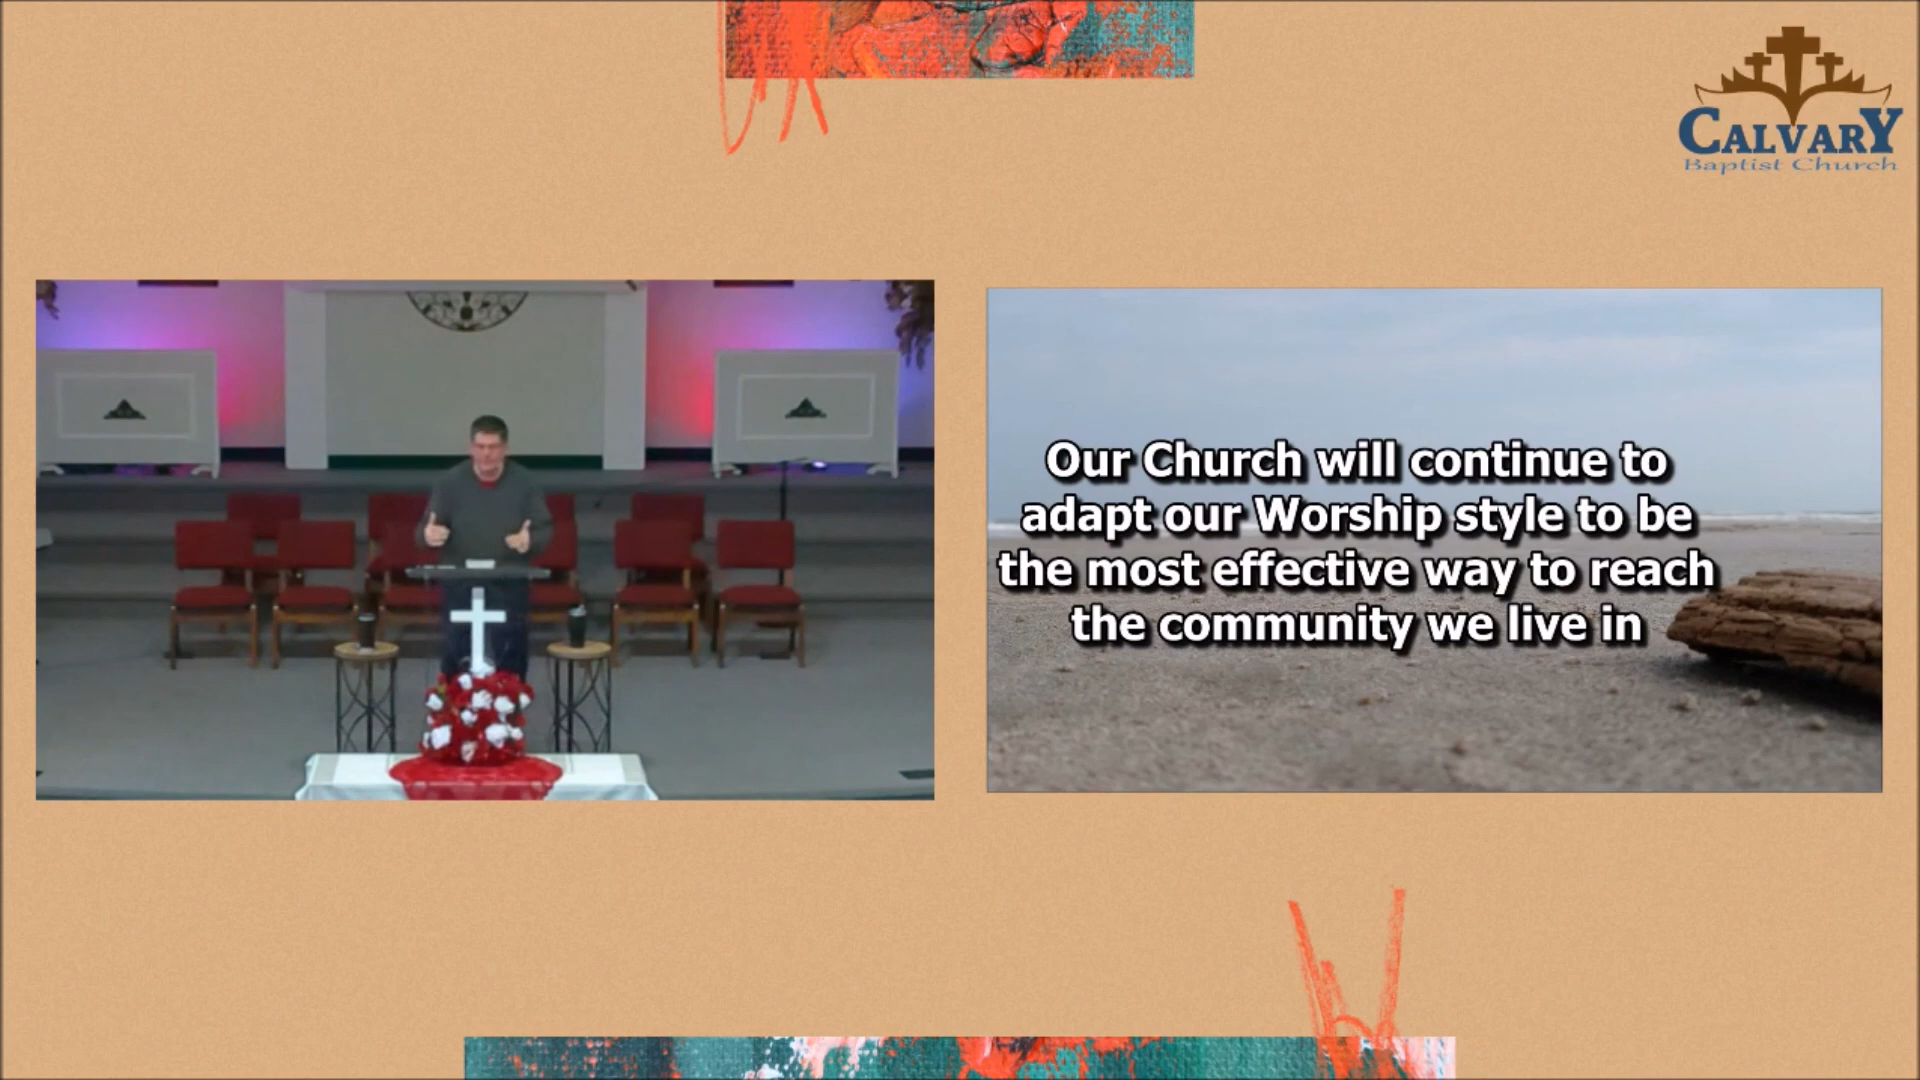 CALVARY
Baptist Church
Our Church will continue to
adapt our Worship style to be
the most effective way to reach
the community we live in